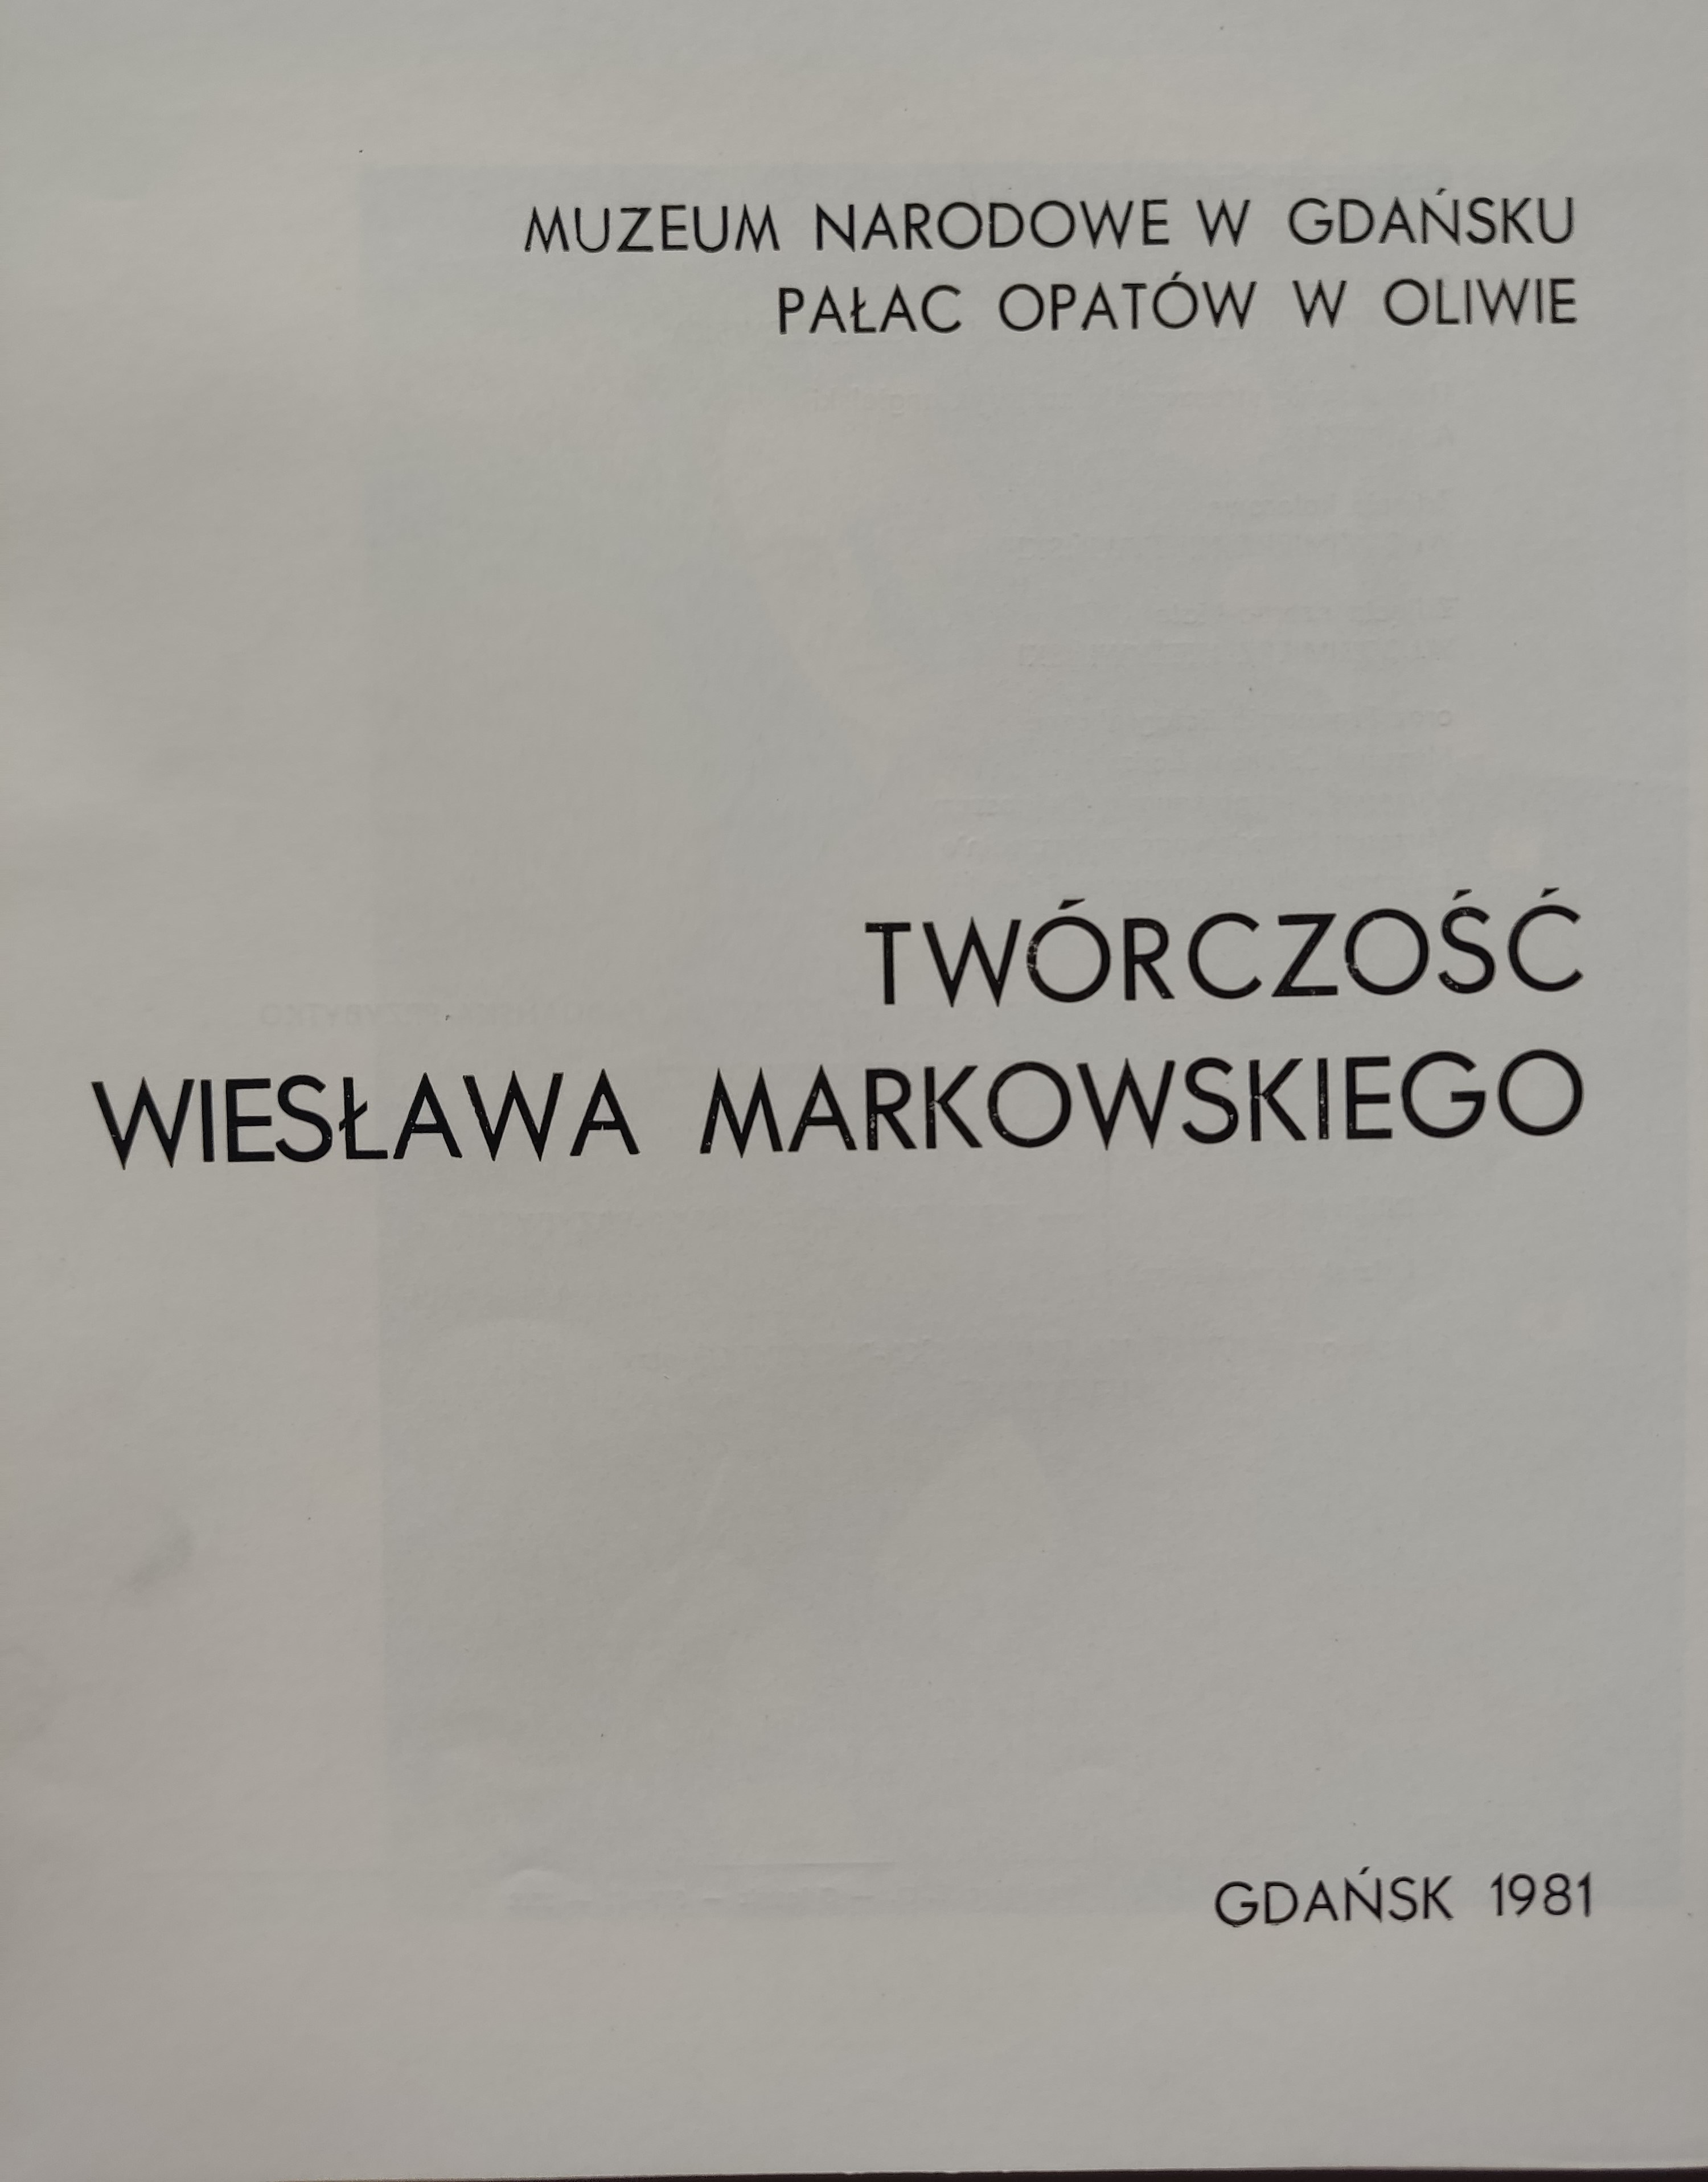 MUZEUM NARODOWE W GDAŃSKU
PAŁAC OPATÓW W OLIWIE
TWÓRCZOŚĆ
WIESŁAWA MARKOWSKIEGO
GDAŃSK 1981